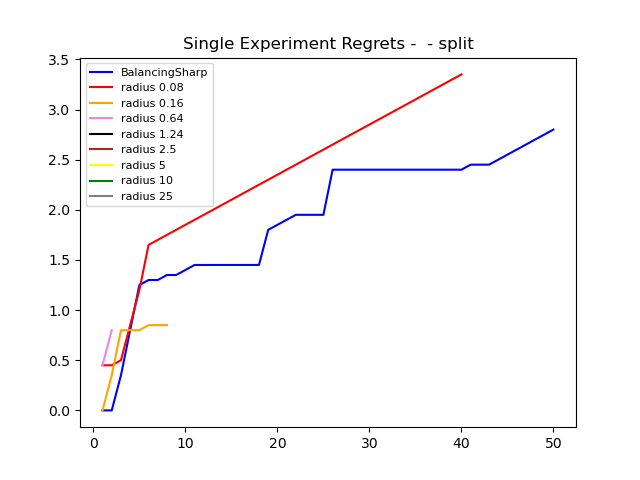 Single Experiment Regrets -  - split
3.5
3.0
2.5
2.0
1.5
1.0
0.5
0.0
BalancingSharp
radius 0.08
radius 0.16
radius 0.64
radius 1.24
radius 2.5
radius 5
radius 10
radius 25
0 10 20 30 40 50